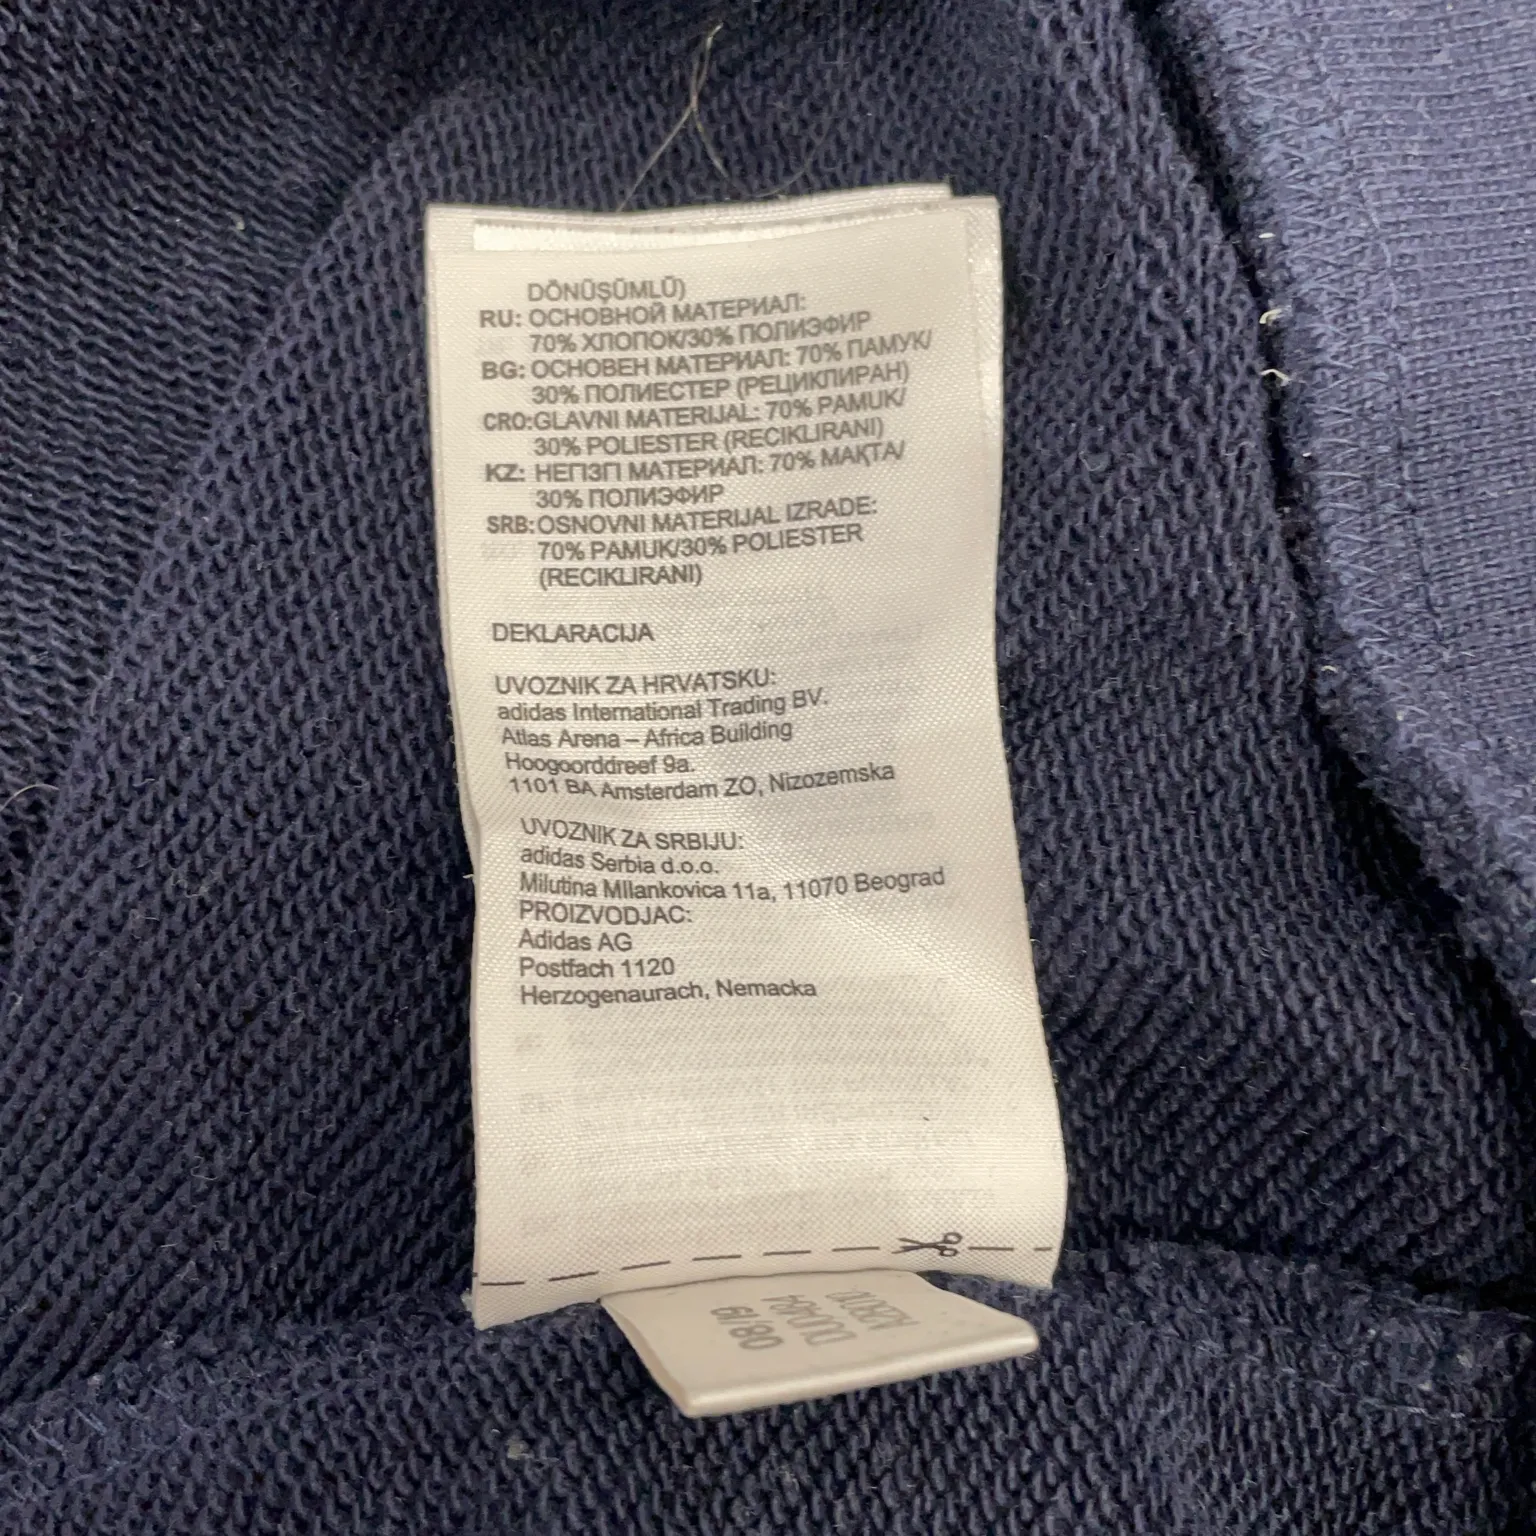 DÖNÜŞÜMLÜ)
RU: ОСНОВНОЙ МАТЕРИАЛ:
70% ХЛОПОК/30% ПОЛИЭФИР
BG: ОСНОВЕН МАТЕРИАЛ: 70% ПАМУК/
30% ПОЛИЕСТЕР (РЕЦИКЛИРАН)
CRO:GLAVNI MATERIJAL: 70% PAMUK/
30% POLIESTER (RECIKLIRANI)
KZ: НЕГІЗГІ МАТЕРИАЛ: 70% МАҚТА/
30% ПОЛИЭФИР
SRB:OSNOVNI MATERIJAL IZRADE:
70% PAMUK/30% POLIESTER
(RECIKLIRANI)
DEKLARACIJA
UVOZNIK ZA HRVATSKU:
adidas International Trading BV.
Atlas Arena – Africa Building
Hoogoorddreef 9a.
1101 BA Amsterdam ZO, Nizozemska
UVOZNIK ZA SRBIJU:
adidas Serbia d.o.o.
Milutina MIlankovica 11a, 11070 Beograd
PROIZVODJAC:
Adidas AG
Postfach 1120
Herzogenaurach, Nemacka
08/19